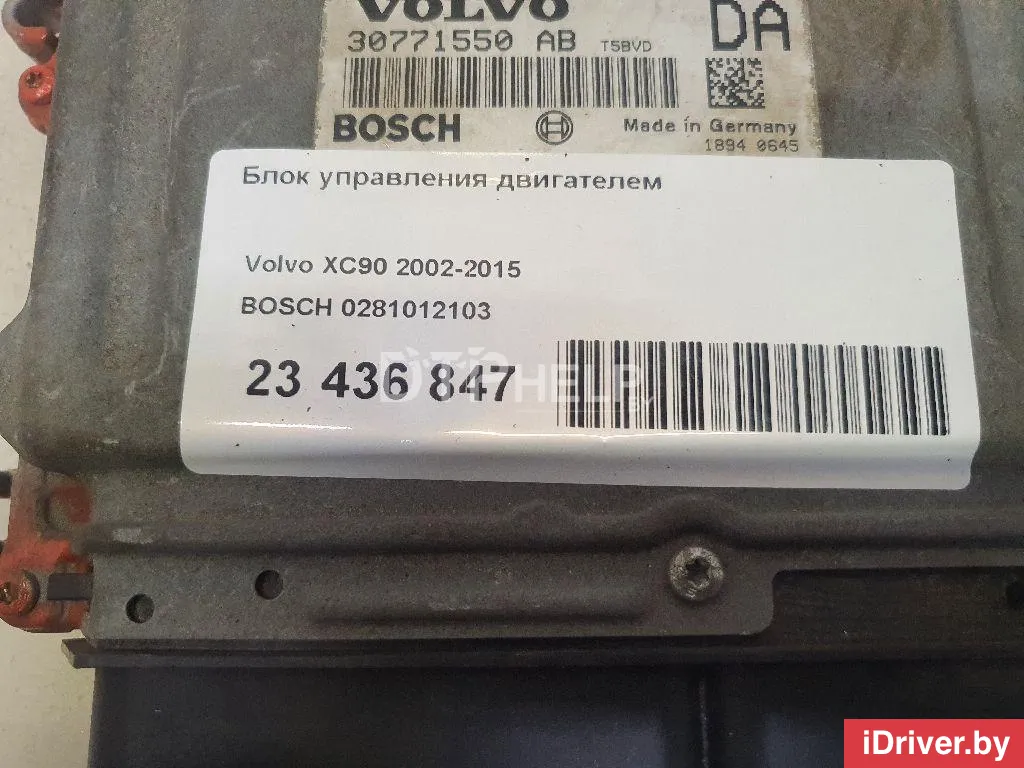 VOLVO
30771550 AB T5BVD
DA
BOSCH
Made in Germany
1894 0645
Блок управления двигателем
Volvo XC90 2002-2015
BOSCH 0281012103
23 436 847
HELP
iDriver.by